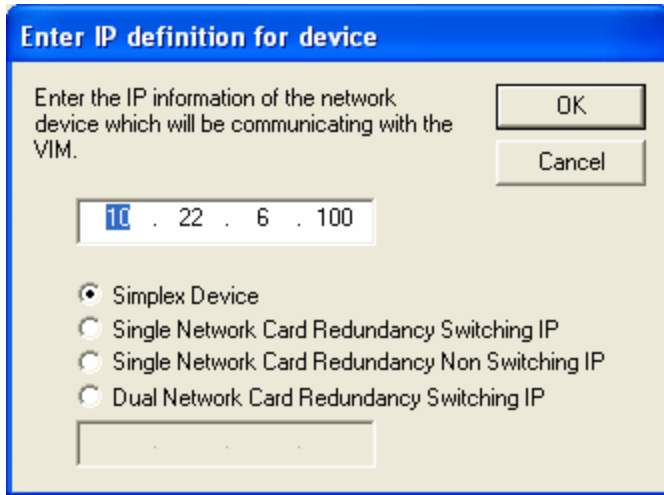 Enter IP definition for device
Enter the IP information of the network
device which will be communicating with the
VIM.
OK
Cancel
10 . 22 . 6 . 100
Simplex Device
Single Network Card Redundancy Switching IP
Single Network Card Redundancy Non Switching IP
Dual Network Card Redundancy Switching IP
. . .